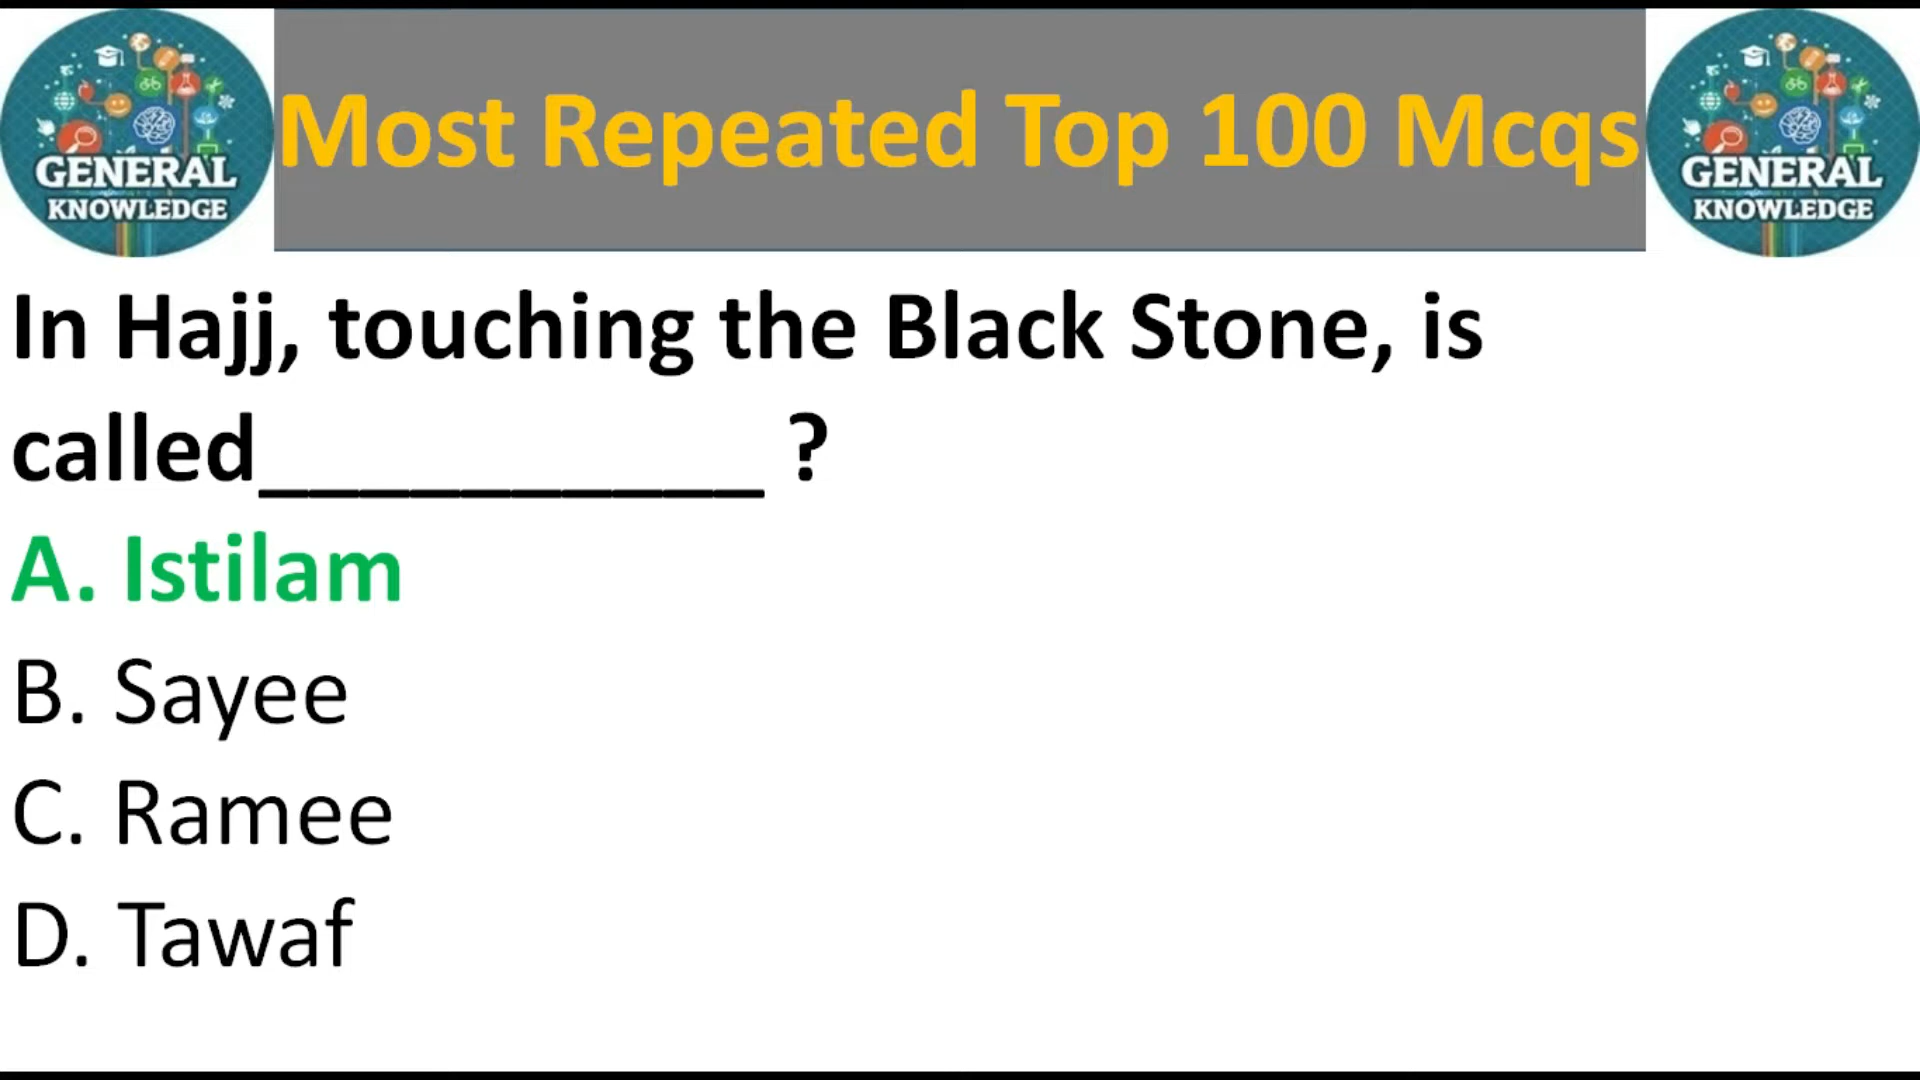 GENERAL
KNOWLEDGE
Most Repeated Top 100 Mcqs
GENERAL
KNOWLEDGE
In Hajj, touching the Black Stone, is
called__________ ?
A. Istilam
B. Sayee
C. Ramee
D. Tawaf